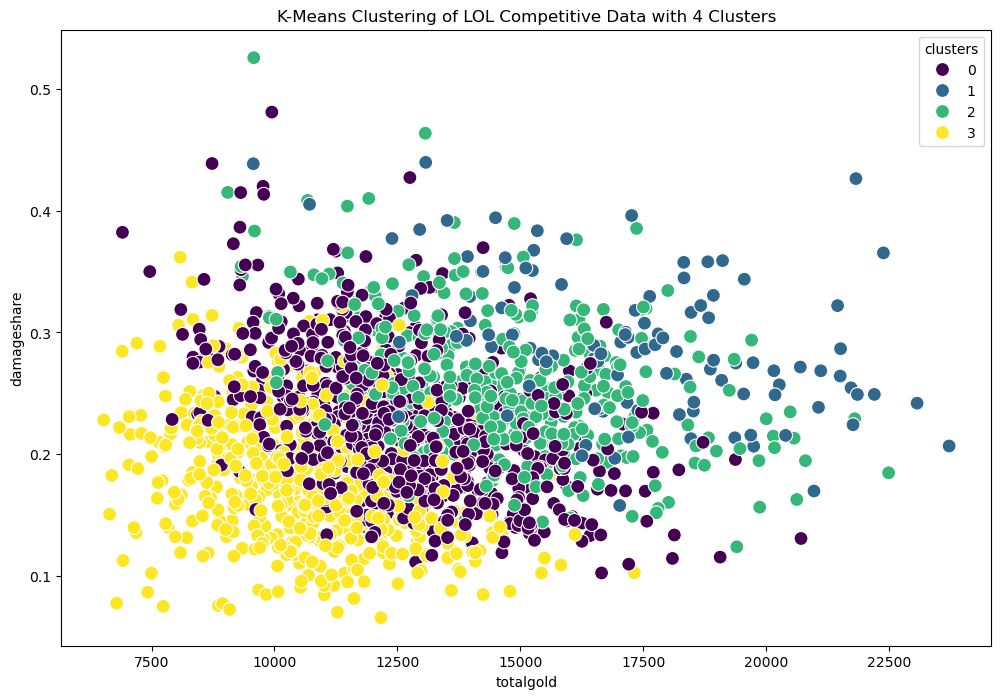 K-Means Clustering of LOL Competitive Data with 4 Clusters
clusters
0
1
2
3
damageshare
0.5
0.4
0.3
0.2
0.1
7500 10000 12500 15000 17500 20000 22500
totalgold